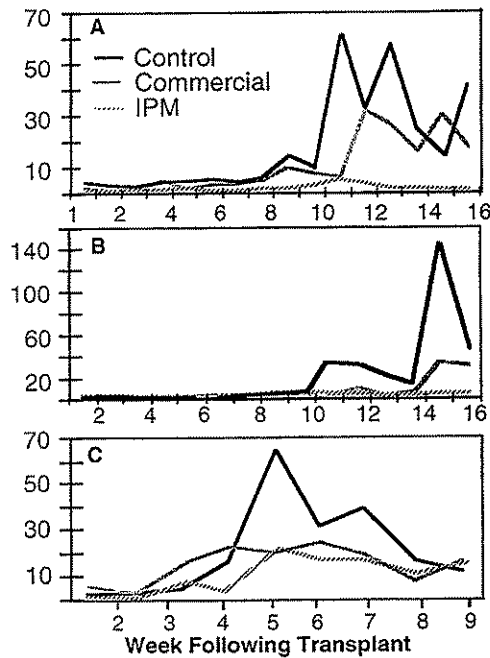 70
A
Control
50
Commercial
IPM
30
10
1 2 4 6 8 10 12 14 16
B
140
100
60
20
2 4 6 8 10 12 14 16
70
C
50
30
10
2 3 4 5 6 7 8 9
Week Following Transplant